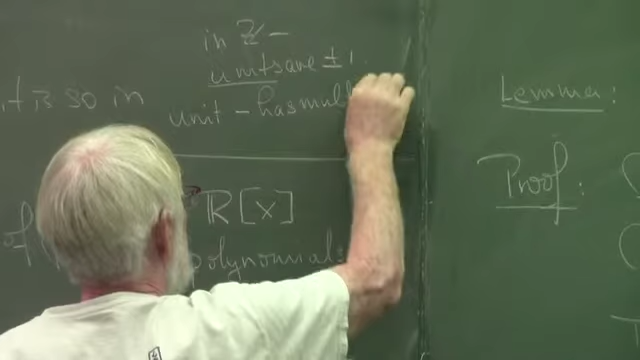 in ℤ –
units are ±1.
it is so in
unit – has mult
ℝ[x]
of
polynomials
Lemma:
Proof: